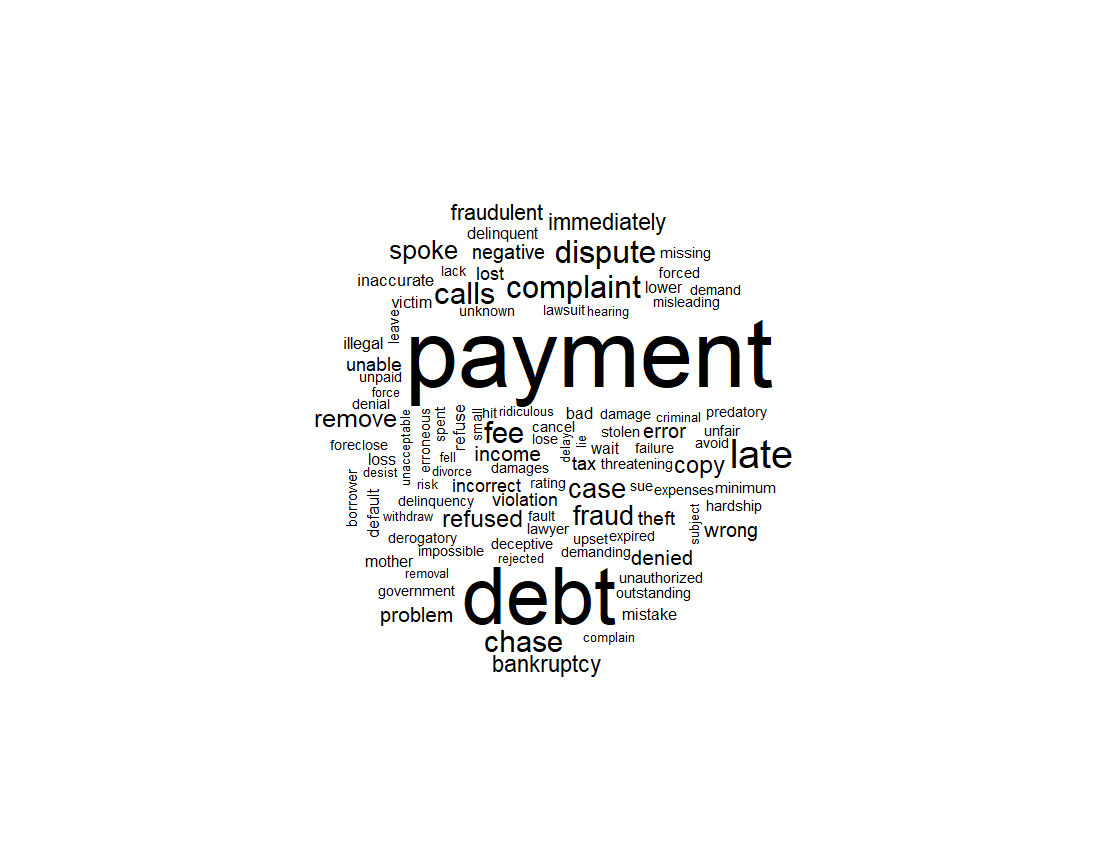 fraudulent
immediately
delinquent
spoke
negative
dispute
missing
inaccurate
lack
lost
forced
victim
calls
complaint
lower
demand
misleading
unknown
lawsuit
hearing
leave
illegal
payment
unable
unpaid
force
denial
remove
unacceptable
erroneous
spent
refuse
small
hit
ridiculous
bad
damage
criminal
predatory
fee
cancel
lose
delay
lie
stolen
error
unfair
avoid
foreclose
loss
desist
fell
divorce
income
damages
tax
wait
failure
threatening
copy
late
borrower
default
risk
incorrect
rating
case
sue
expenses
minimum
delinquency
violation
hardship
withdraw
refused
fault
fraud
theft
subject
wrong
lawyer
derogatory
impossible
deceptive
upset
expired
mother
rejected
demanding
denied
removal
government
debt
unauthorized
outstanding
problem
mistake
chase
complain
bankruptcy